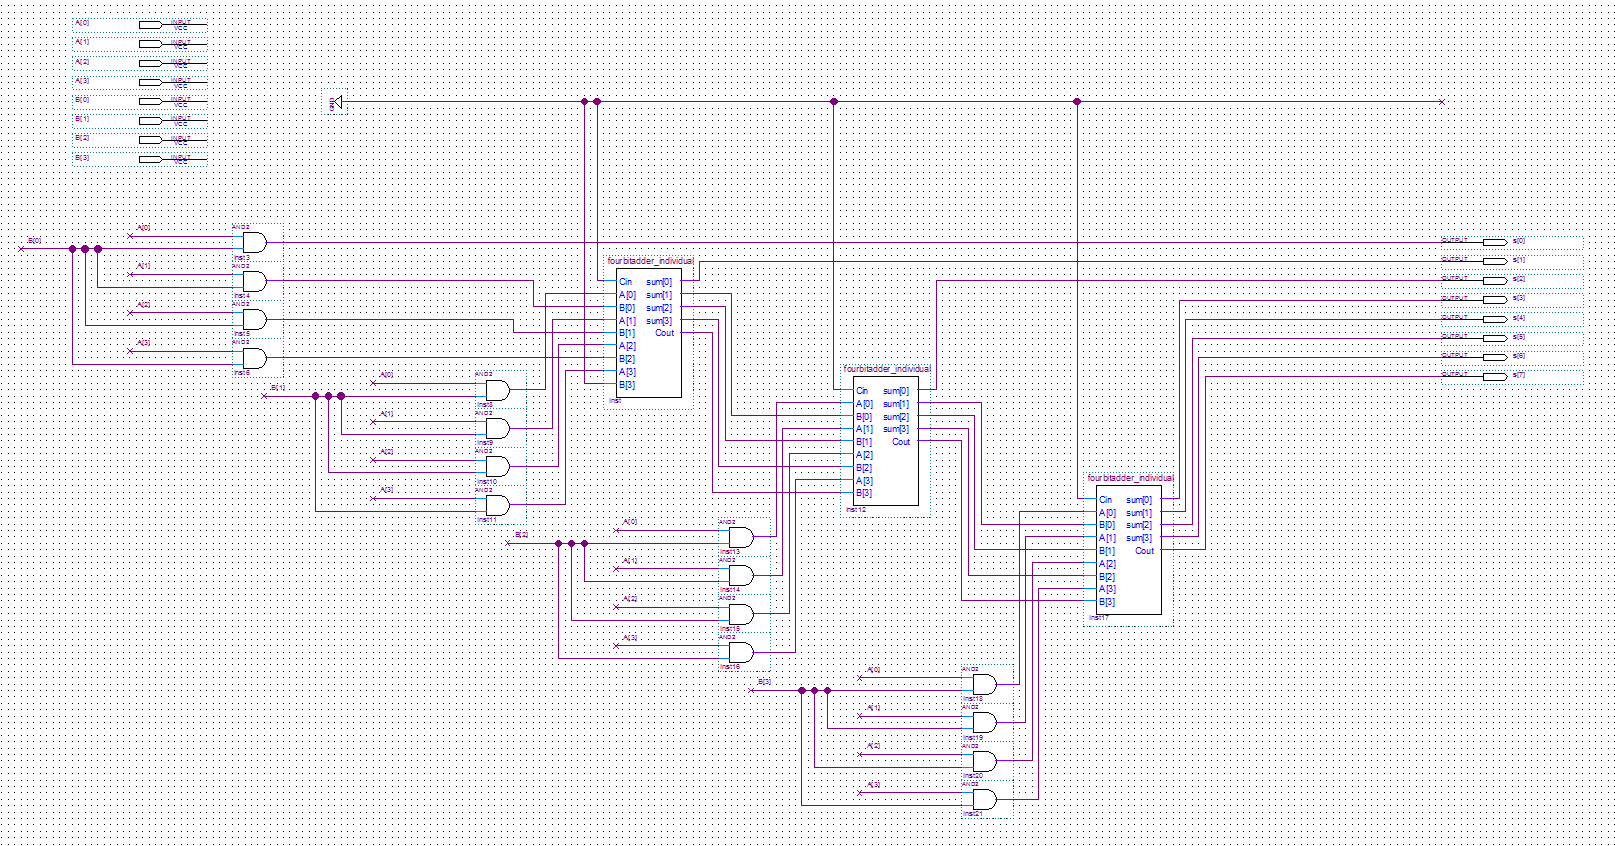 A[0] INPUT VCC
A[1] INPUT VCC
A[2] INPUT VCC
A[3] INPUT VCC
B[0] INPUT VCC
B[1] INPUT VCC
B[2] INPUT VCC
B[3] INPUT VCC
GND
B[0]
A[0] AND2
inst3
A[1] AND2
inst4
A[2] AND2
inst5
A[3] AND2
inst6
fourbitadder_individual
Cin sum[0]
A[0] sum[1]
B[0] sum[2]
A[1] sum[3]
B[1] Cout
A[2]
B[2]
A[3]
B[3]
inst
OUTPUT s[0]
OUTPUT s[1]
OUTPUT s[2]
OUTPUT s[3]
OUTPUT s[4]
OUTPUT s[5]
OUTPUT s[6]
OUTPUT s[7]
B[1]
A[0] AND2
inst8
A[1] AND2
inst9
A[2] AND2
inst10
A[3] AND2
inst11
fourbitadder_individual
Cin sum[0]
A[0] sum[1]
B[0] sum[2]
A[1] sum[3]
B[1] Cout
A[2]
B[2]
A[3]
B[3]
inst12
B[2]
A[0] AND2
inst13
A[1] AND2
inst14
A[2] AND2
inst15
A[3] AND2
inst16
fourbitadder_individual
Cin sum[0]
A[0] sum[1]
B[0] sum[2]
A[1] sum[3]
B[1] Cout
A[2]
B[2]
A[3]
B[3]
inst17
B[3]
A[0] AND2
inst18
A[1] AND2
inst19
A[2] AND2
inst20
A[3] AND2
inst21